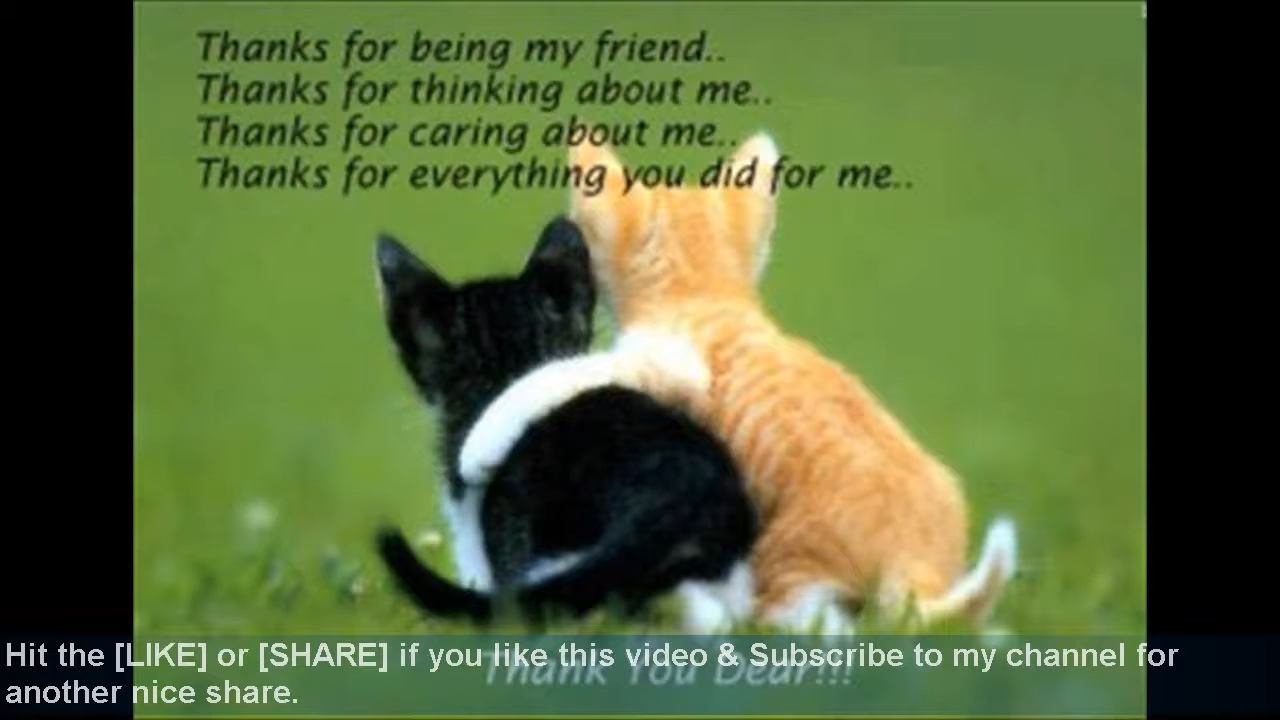 Thanks for being my friend..
Thanks for thinking about me..
Thanks for caring about me..
Thanks for everything you did for me..
Hit the [LIKE] or [SHARE] if you like this video & Subscribe to my channel for
another nice share.
Thank You Dear!!!